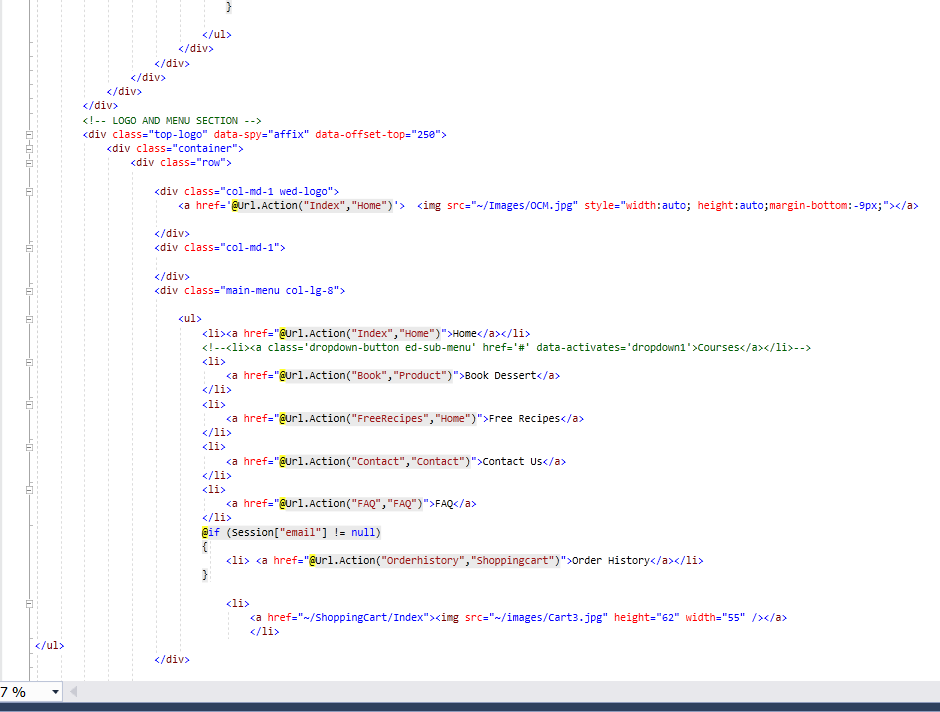 }
</ul>
</div>
</div>
</div>
</div>
</div>
<!-- LOGO AND MENU SECTION -->
<div class="top-logo" data-spy="affix" data-offset-top="250">
<div class="container">
<div class="row">
<div class="col-md-1 wed-logo">
<a href='@Url.Action("Index","Home")'>  <img src="~/Images/OCM.jpg" style="width:auto; height:auto;margin-bottom:-9px;"></a>
</div>
<div class="col-md-1">
</div>
<div class="main-menu col-lg-8">
<ul>
<li><a href="@Url.Action("Index","Home")">Home</a></li>
<!--<li><a class='dropdown-button ed-sub-menu' href='#' data-activates='dropdown1'>Courses</a></li>-->
<li>
<a href="@Url.Action("Book","Product")">Book Dessert</a>
</li>
<li>
<a href="@Url.Action("FreeRecipes","Home")">Free Recipes</a>
</li>
<li>
<a href="@Url.Action("Contact","Contact")">Contact Us</a>
</li>
<li>
<a href="@Url.Action("FAQ","FAQ")">FAQ</a>
</li>
@if (Session["email"] != null)
{
<li> <a href="@Url.Action("Orderhistory","Shoppingcart")">Order History</a></li>
}
<li>
<a href="~/ShoppingCart/Index"><img src="~/images/Cart3.jpg" height="62" width="55" /></a>
</li>
</ul>
</div>
7 %